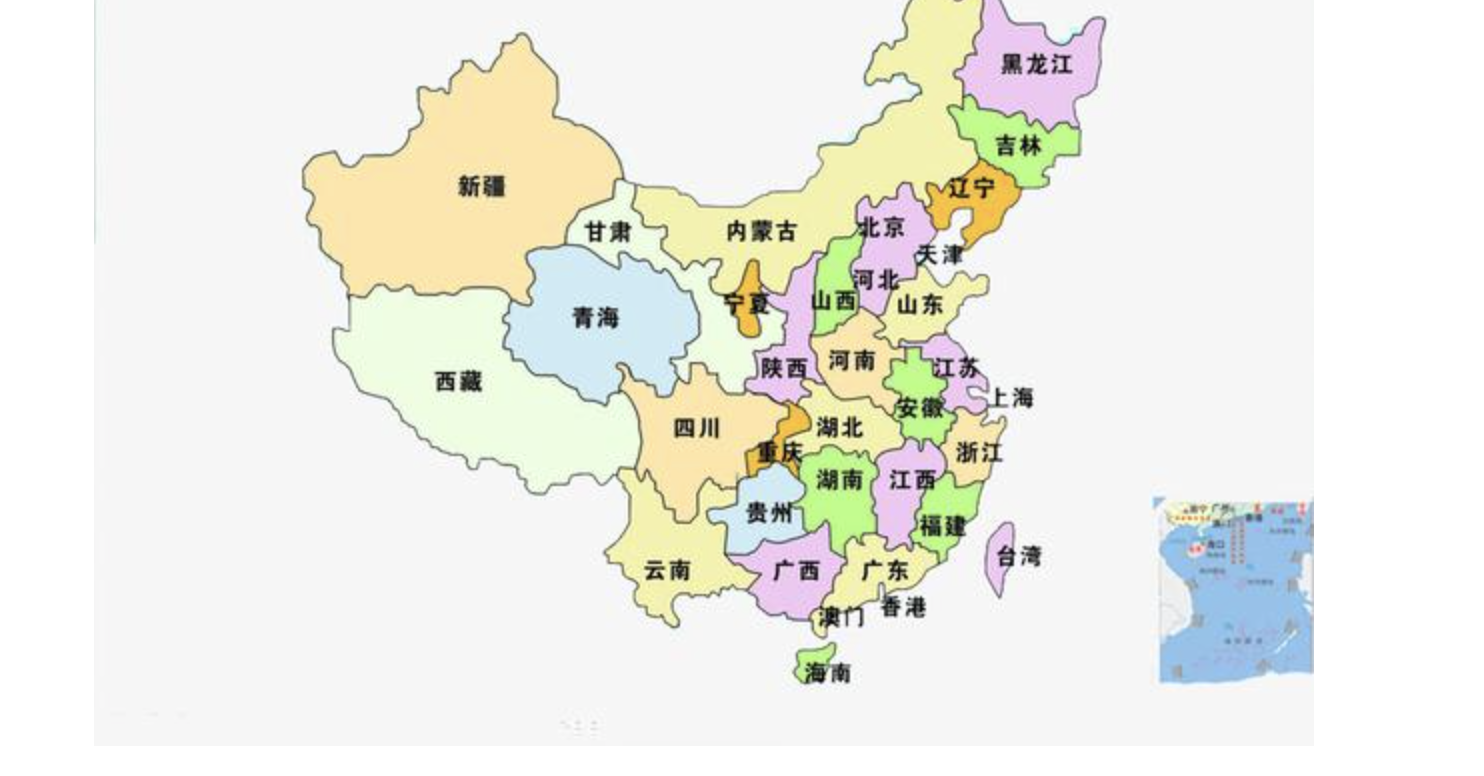 黑龙江
吉林
新疆
辽宁
甘肃
内蒙古
北京
天津
河北
宁夏
山西
山东
青海
河南
陕西
江苏
西藏
上海
安徽
四川
湖北
重庆
浙江
湖南
江西
贵州
福建
台湾
云南
广西
广东
香港
澳门
海南
海口